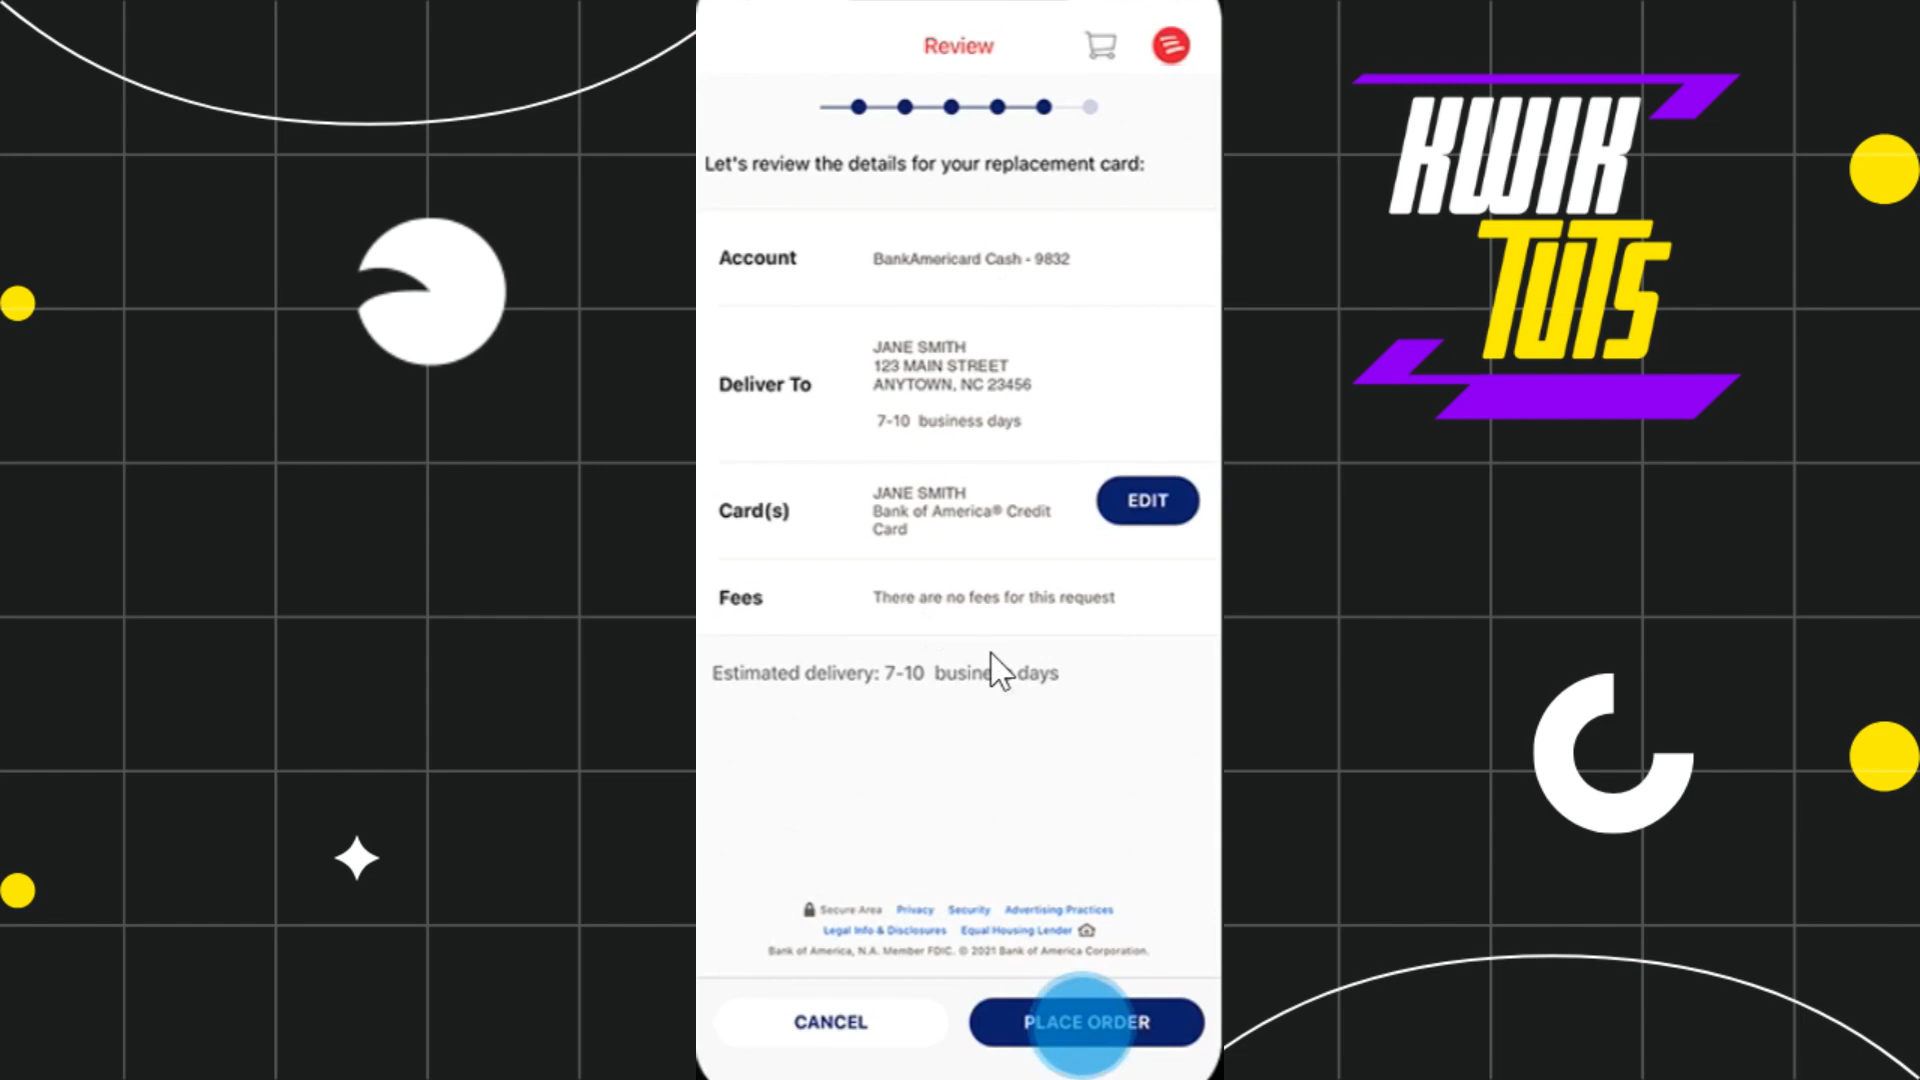 Review
Let's review the details for your replacement card:
Account
BankAmericard Cash - 9832
Deliver To
JANE SMITH
123 MAIN STREET
ANYTOWN, NC 23456
7-10 business days
Card(s)
JANE SMITH
Bank of America® Credit
Card
EDIT
Fees
There are no fees for this request
Estimated delivery: 7-10 business days
Secure Area Privacy Security Advertising Practices
Legal Info & Disclosures Equal Housing Lender
Bank of America, N.A. Member FDIC. © 2021 Bank of America Corporation.
CANCEL
PLACE ORDER
KWIK
TUTS